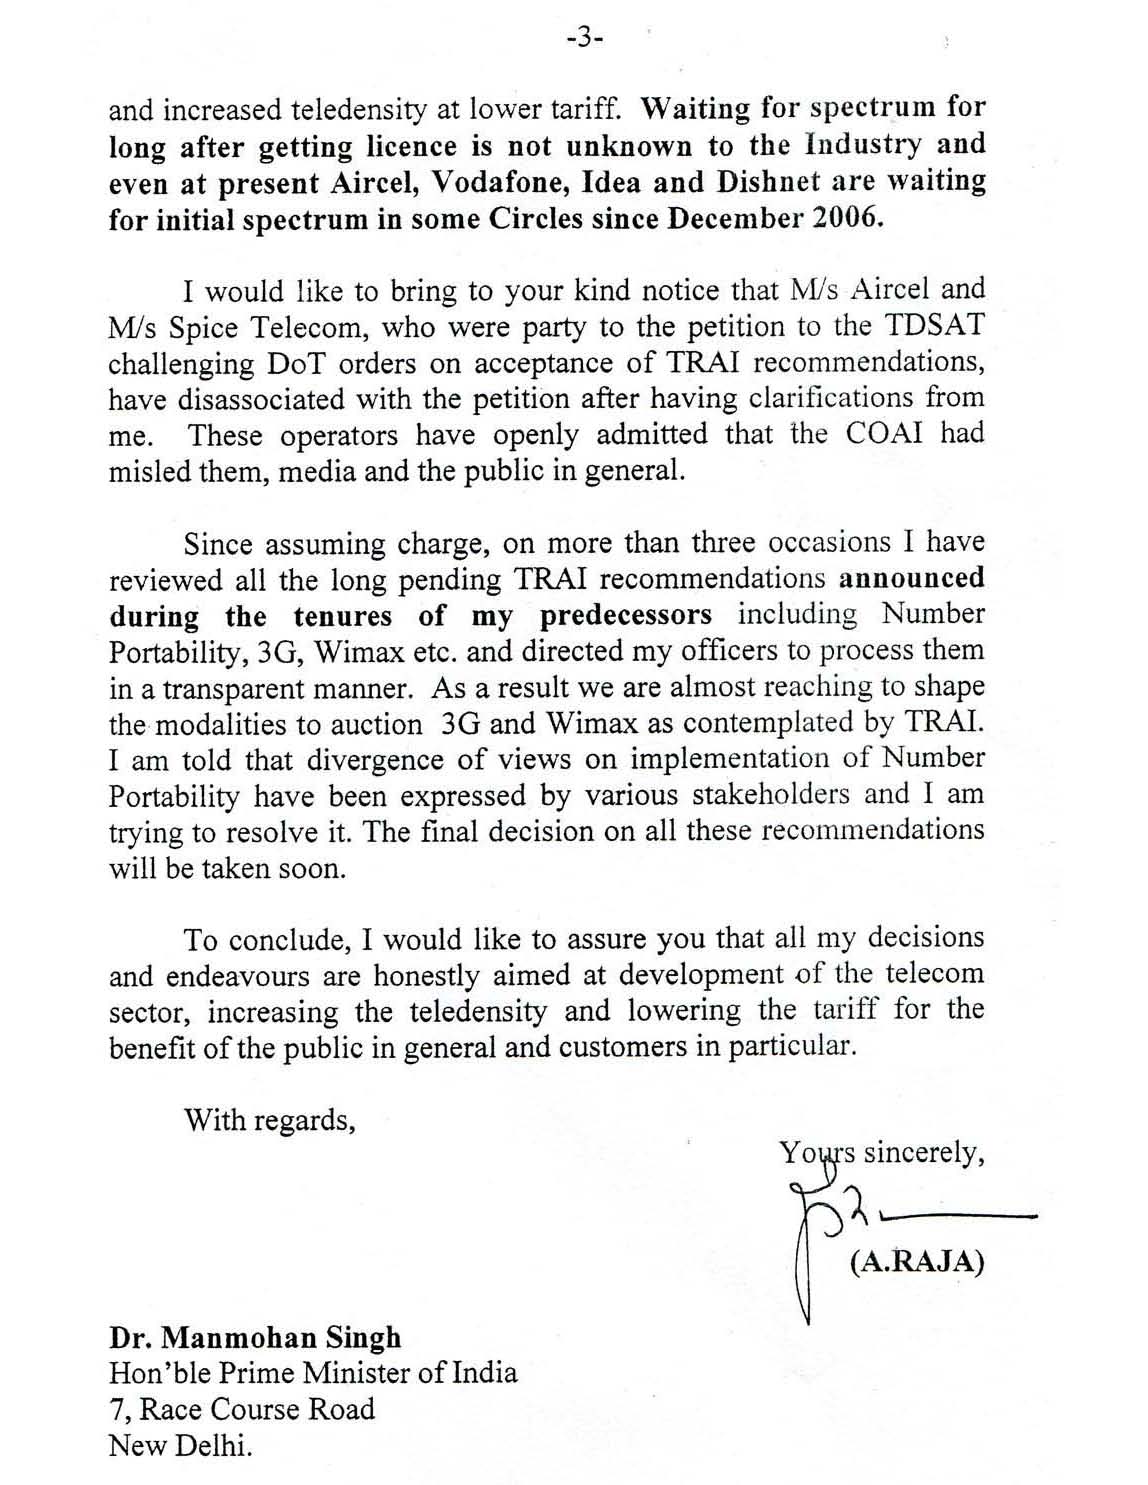 -3-
and increased teledensity at lower tariff. Waiting for spectrum for
long after getting licence is not unknown to the Industry and
even at present Aircel, Vodafone, Idea and Dishnet are waiting
for initial spectrum in some Circles since December 2006.
I would like to bring to your kind notice that M/s Aircel and
M/s Spice Telecom, who were party to the petition to the TDSAT
challenging DoT orders on acceptance of TRAI recommendations,
have disassociated with the petition after having clarifications from
me. These operators have openly admitted that the COAI had
misled them, media and the public in general.
Since assuming charge, on more than three occasions I have
reviewed all the long pending TRAI recommendations announced
during the tenures of my predecessors including Number
Portability, 3G, Wimax etc. and directed my officers to process them
in a transparent manner. As a result we are almost reaching to shape
the modalities to auction 3G and Wimax as contemplated by TRAI.
I am told that divergence of views on implementation of Number
Portability have been expressed by various stakeholders and I am
trying to resolve it. The final decision on all these recommendations
will be taken soon.
To conclude, I would like to assure you that all my decisions
and endeavours are honestly aimed at development of the telecom
sector, increasing the teledensity and lowering the tariff for the
benefit of the public in general and customers in particular.
With regards,
Yours sincerely,
(A.RAJA)
Dr. Manmohan Singh
Hon'ble Prime Minister of India
7, Race Course Road
New Delhi.